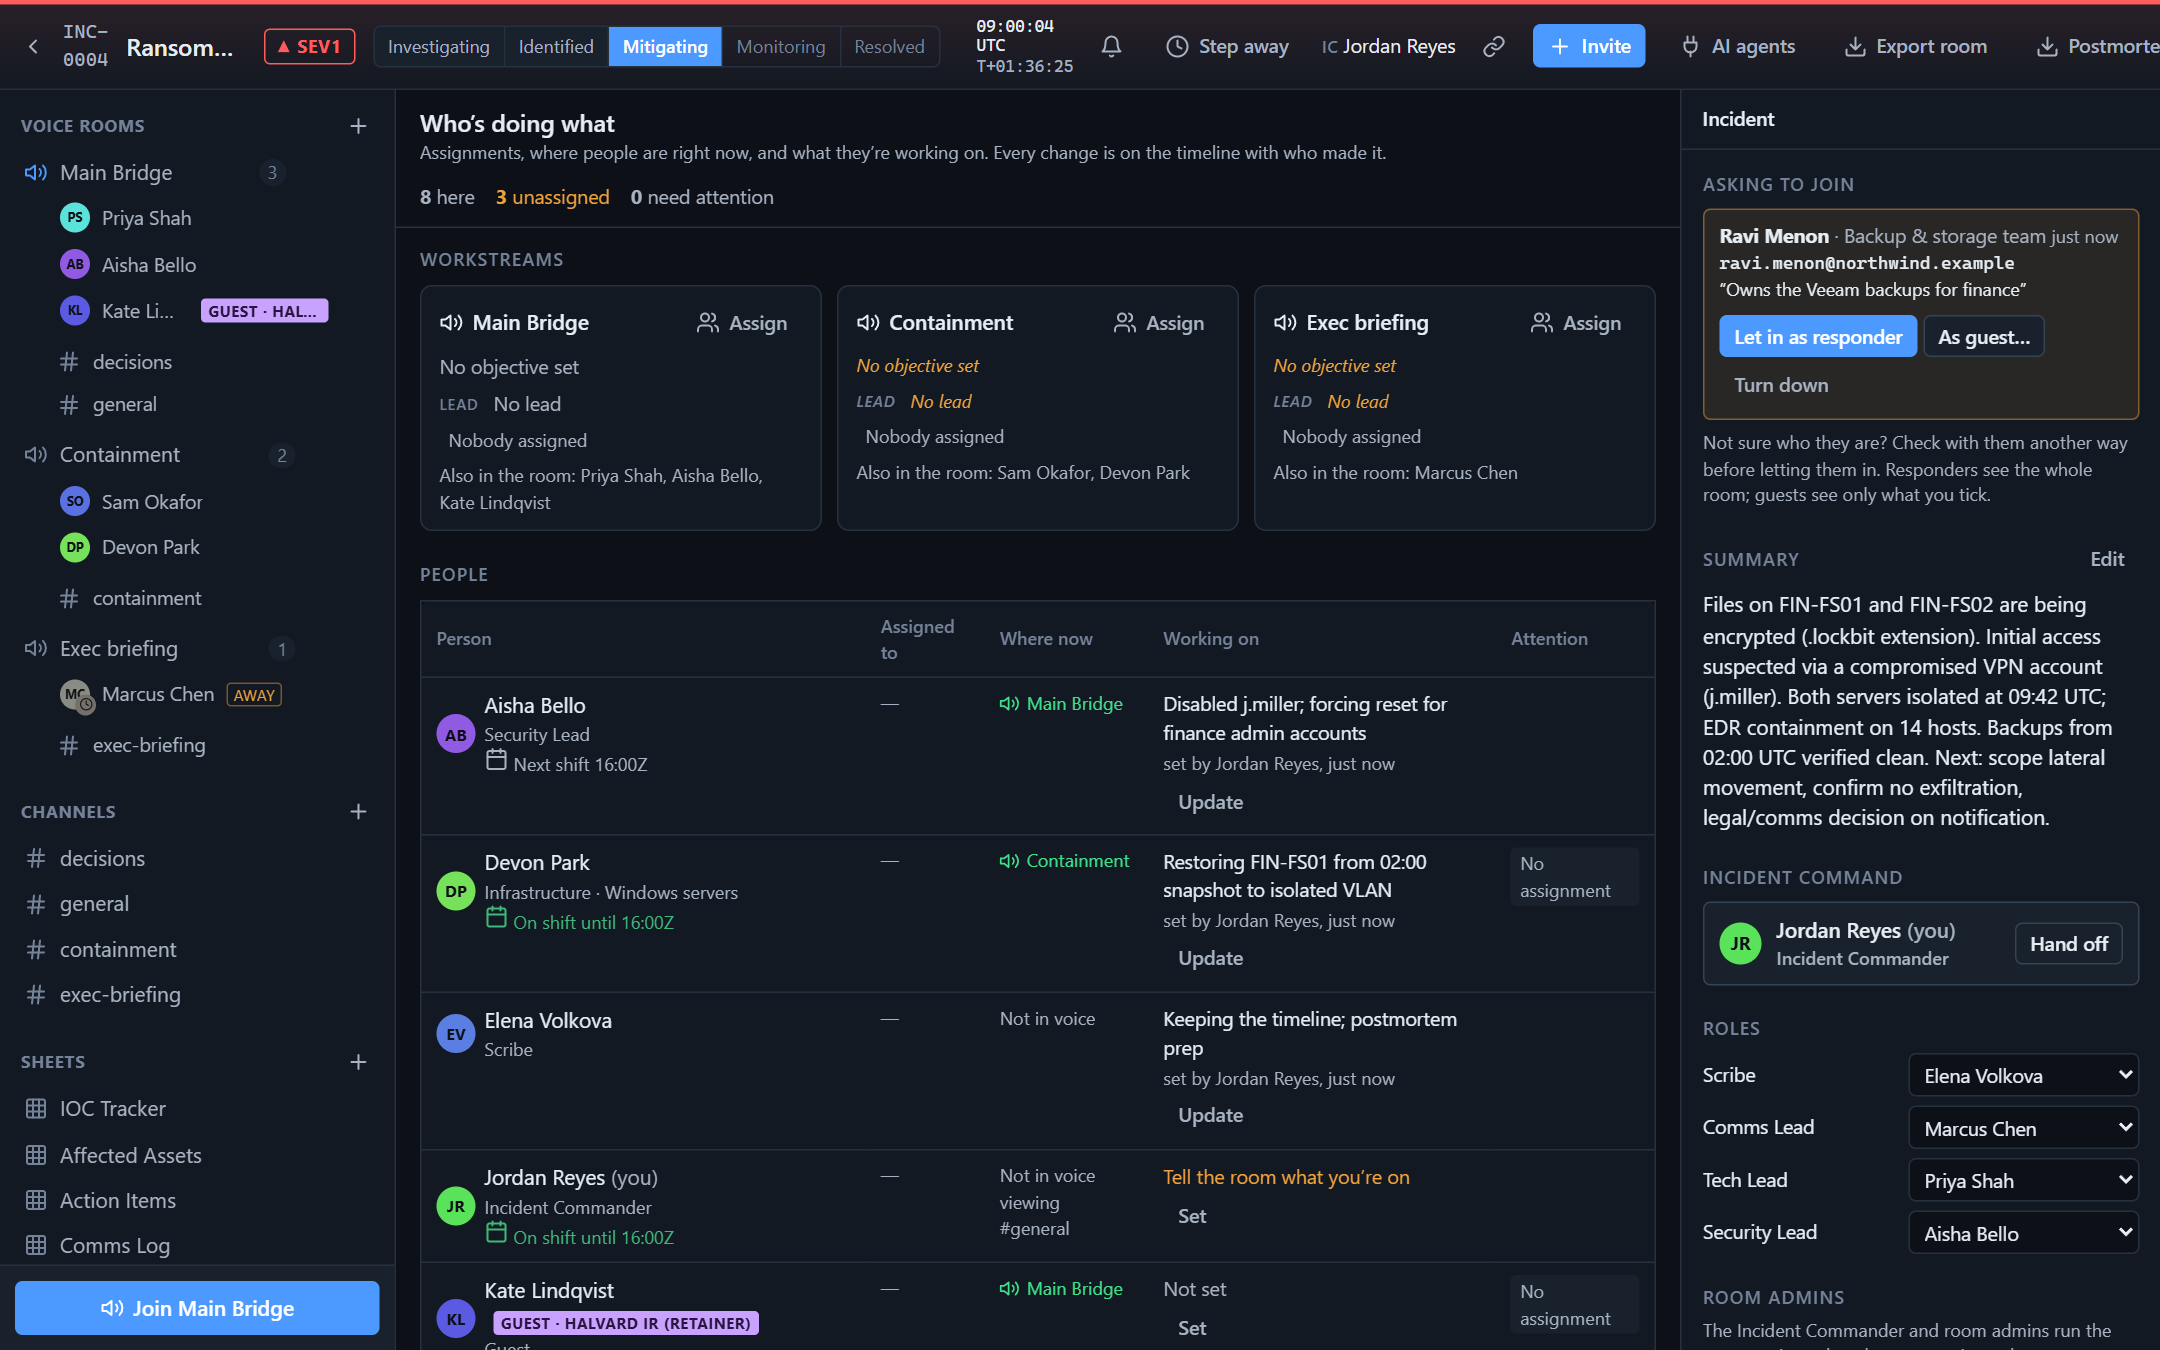 INC-
0004
Ransom...
SEV1
Investigating
Identified
Mitigating
Monitoring
Resolved
09:00:04
UTC
T+01:36:25
Step away
IC Jordan Reyes
Invite
AI agents
Export room
Postmorte
VOICE ROOMS
Main Bridge
3
PS
Priya Shah
AB
Aisha Bello
KL
Kate Li...
GUEST · HAL...
# decisions
# general
Containment
2
SO
Sam Okafor
DP
Devon Park
# containment
Exec briefing
1
MC
Marcus Chen
AWAY
# exec-briefing
CHANNELS
# decisions
# general
# containment
# exec-briefing
SHEETS
IOC Tracker
Affected Assets
Action Items
Comms Log
Join Main Bridge
Who’s doing what
Assignments, where people are right now, and what they’re working on. Every change is on the timeline with who made it.
8 here
3 unassigned
0 need attention
WORKSTREAMS
Main Bridge
Assign
No objective set
LEAD No lead
Nobody assigned
Also in the room: Priya Shah, Aisha Bello,
Kate Lindqvist
Containment
Assign
No objective set
LEAD No lead
Nobody assigned
Also in the room: Sam Okafor, Devon Park
Exec briefing
Assign
No objective set
LEAD No lead
Nobody assigned
Also in the room: Marcus Chen
PEOPLE
Person
Assigned
to
Where now
Working on
Attention
AB
Aisha Bello
Security Lead
Next shift 16:00Z
—
Main Bridge
Disabled j.miller; forcing reset for
finance admin accounts
set by Jordan Reyes, just now
Update
DP
Devon Park
Infrastructure · Windows servers
On shift until 16:00Z
—
Containment
Restoring FIN-FS01 from 02:00
snapshot to isolated VLAN
set by Jordan Reyes, just now
Update
No
assignment
EV
Elena Volkova
Scribe
—
Not in voice
Keeping the timeline; postmortem
prep
set by Jordan Reyes, just now
Update
JR
Jordan Reyes (you)
Incident Commander
On shift until 16:00Z
—
Not in voice
viewing
#general
Tell the room what you’re on
Set
KL
Kate Lindqvist
GUEST · HALVARD IR (RETAINER)
Guest
—
Main Bridge
Not set
Set
No
assignment
Incident
ASKING TO JOIN
Ravi Menon · Backup & storage team just now
ravi.menon@northwind.example
“Owns the Veeam backups for finance”
Let in as responder
As guest...
Turn down
Not sure who they are? Check with them another way
before letting them in. Responders see the whole
room; guests see only what you tick.
SUMMARY
Edit
Files on FIN-FS01 and FIN-FS02 are being
encrypted (.lockbit extension). Initial access
suspected via a compromised VPN account
(j.miller). Both servers isolated at 09:42 UTC;
EDR containment on 14 hosts. Backups from
02:00 UTC verified clean. Next: scope lateral
movement, confirm no exfiltration,
legal/comms decision on notification.
INCIDENT COMMAND
JR
Jordan Reyes (you)
Incident Commander
Hand off
ROLES
Scribe
Elena Volkova
Comms Lead
Marcus Chen
Tech Lead
Priya Shah
Security Lead
Aisha Bello
ROOM ADMINS
The Incident Commander and room admins run the